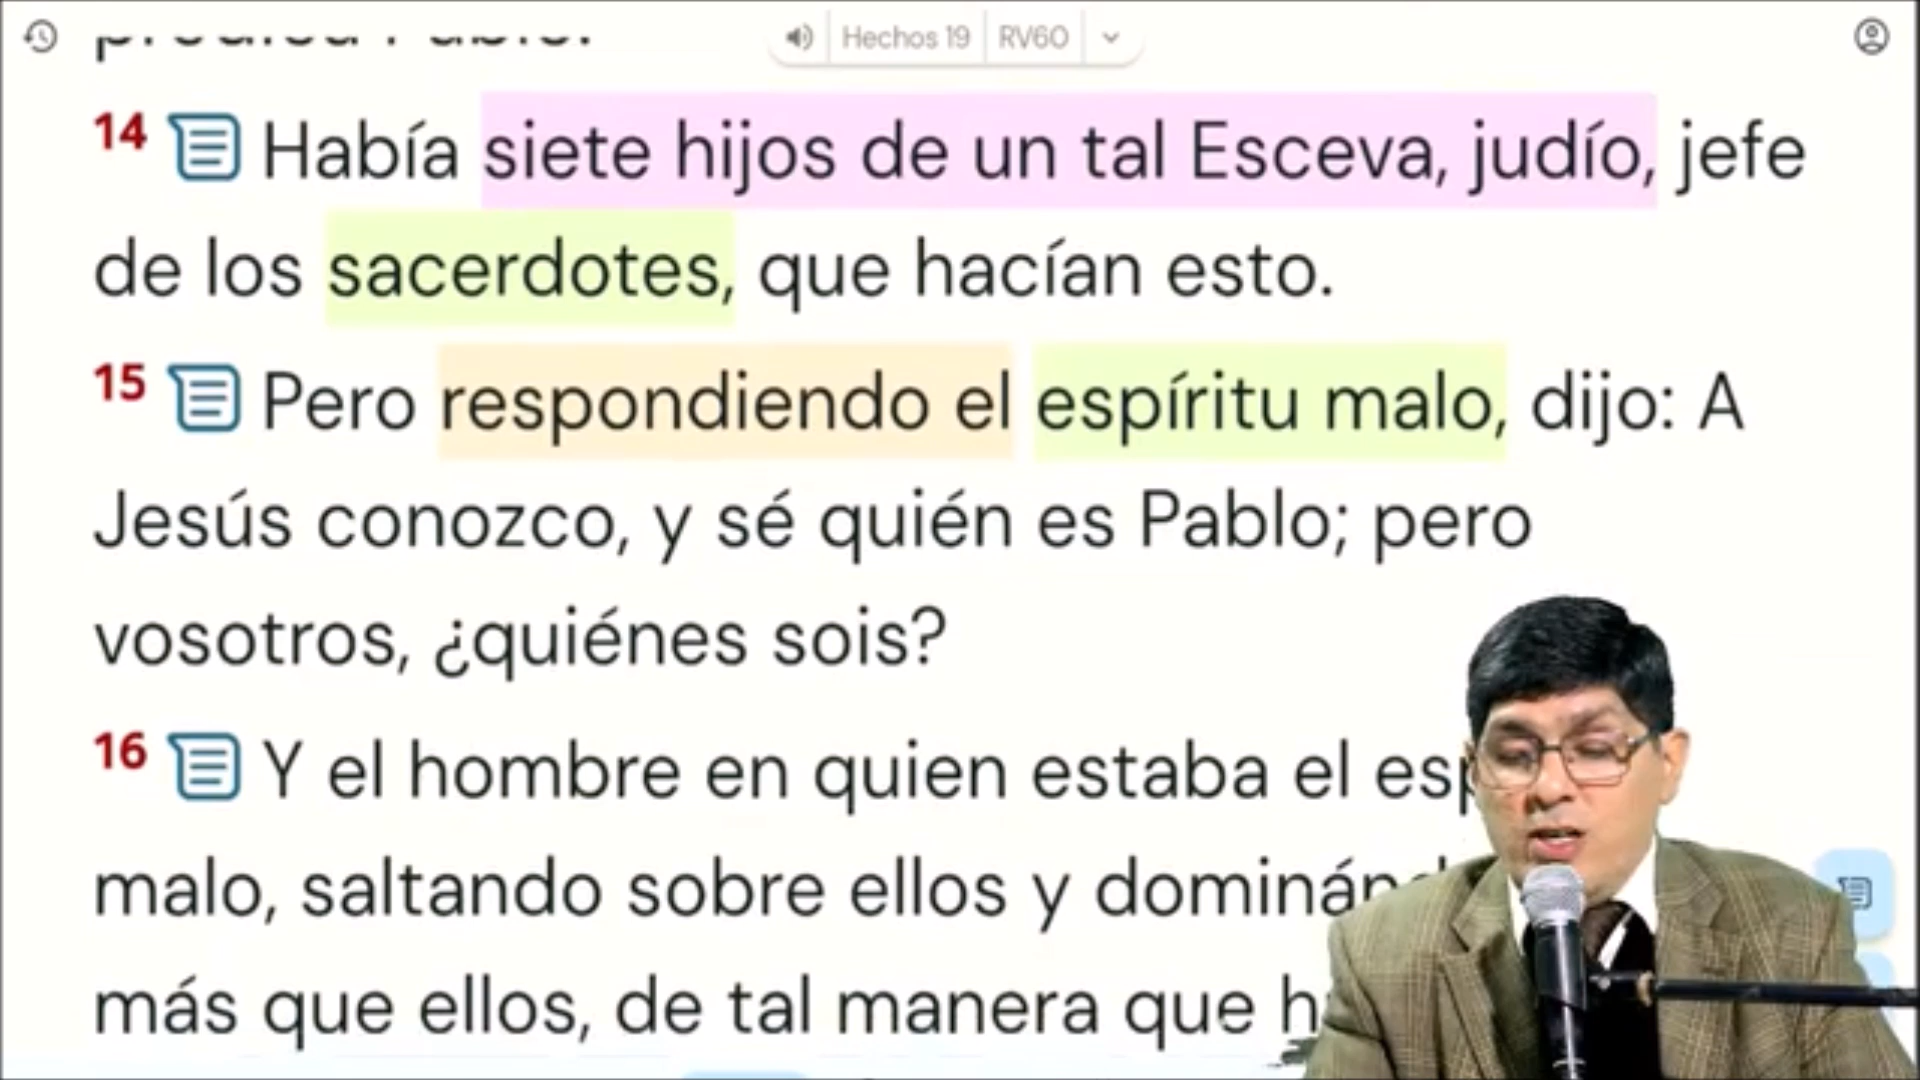 Hechos 19 RV60
14 Había siete hijos de un tal Esceva, judío, jefe
de los sacerdotes, que hacían esto.
15 Pero respondiendo el espíritu malo, dijo: A
Jesús conozco, y sé quién es Pablo; pero
vosotros, ¿quiénes sois?
16 Y el hombre en quien estaba el
malo, saltando sobre ellos y
más que ellos, de tal manera que